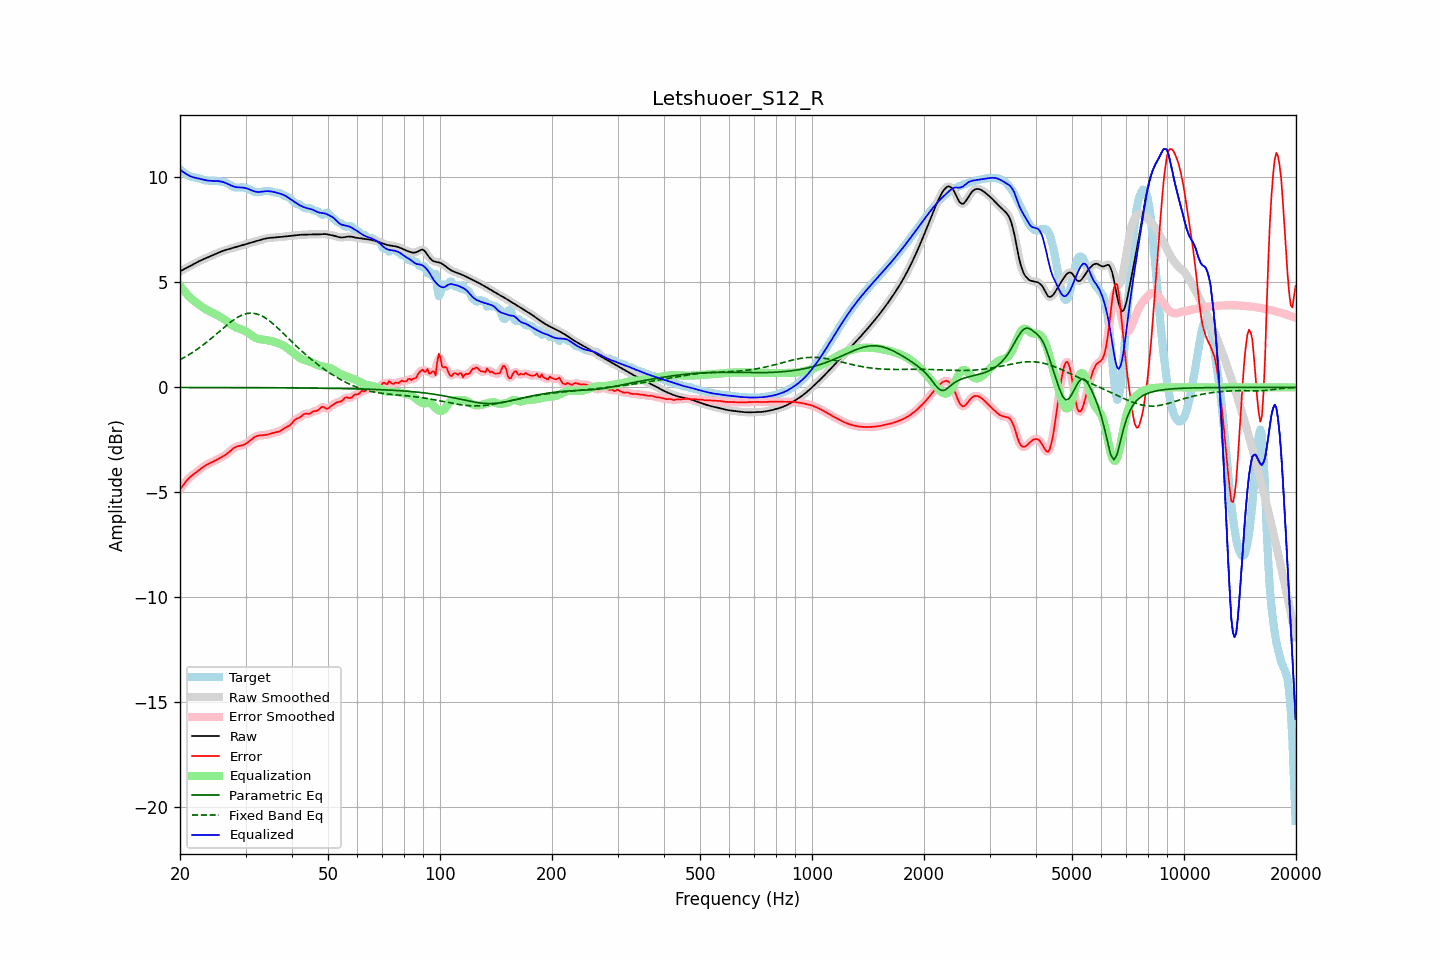 Letshuoer_S12_R
Amplitude (dBr)
10
5
0
−5
−10
−15
−20
Target
Raw Smoothed
Error Smoothed
Raw
Error
Equalization
Parametric Eq
Fixed Band Eq
Equalized
20 50 100 200 500 1000 2000 5000 10000 20000
Frequency (Hz)